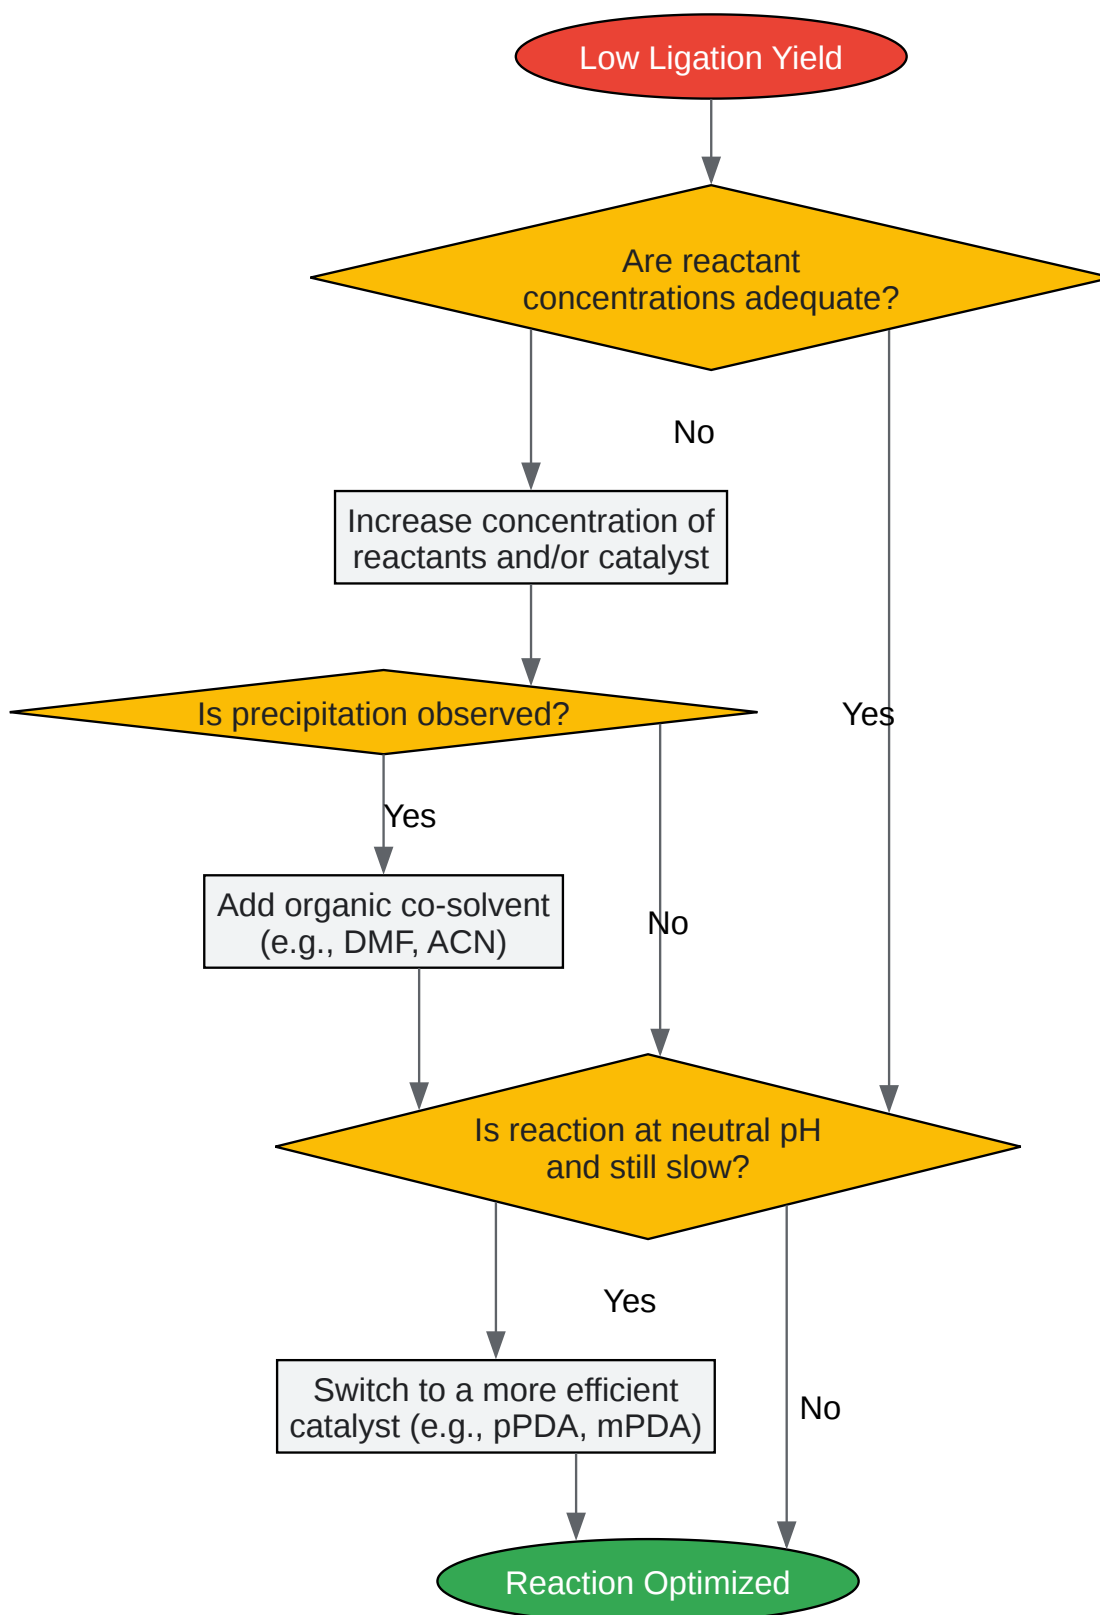 Low Ligation Yield
Are reactant
concentrations adequate?
No
Increase concentration of
reactants and/or catalyst
Is precipitation observed?
Yes
Yes
Add organic co-solvent
(e.g., DMF, ACN)
No
Is reaction at neutral pH
and still slow?
Yes
Switch to a more efficient
catalyst (e.g., pPDA, mPDA)
No
Reaction Optimized